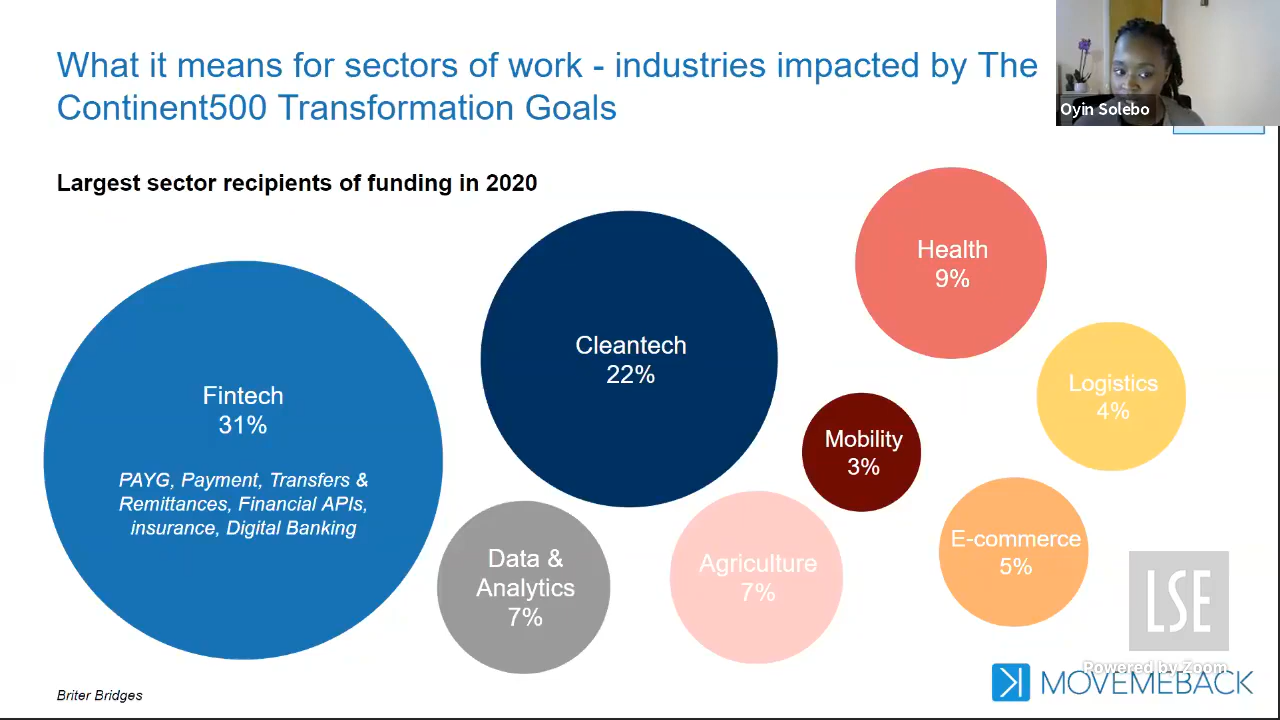 What it means for sectors of work - industries impacted by The
Continent500 Transformation Goals
Oyin Solebo
Largest sector recipients of funding in 2020
Fintech
31%
PAYG, Payment, Transfers &
Remittances, Financial APIs,
insurance, Digital Banking
Cleantech
22%
Health
9%
Logistics
4%
Mobility
3%
Data &
Analytics
7%
Agriculture
7%
E-commerce
5%
LSE
Powered by Zoom
Briter Bridges
MOVEMEBACK